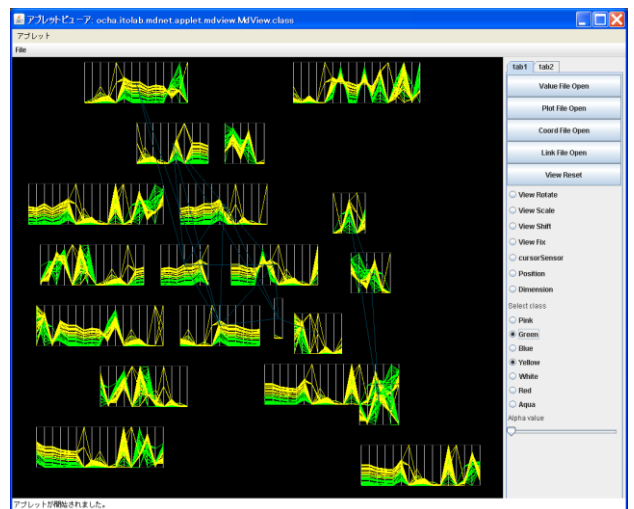 アプレットビューア: ocha.itolab.mdnet.applet.mdview.MdView.class
アプレット
File
tab1 tab2
Value File Open
Plot File Open
Coord File Open
Link File Open
View Reset
View Rotate
View Scale
View Shift
View Fix
cursorSensor
Position
Dimension
Select class
Pink
Green
Blue
Yellow
White
Red
Aqua
Alpha value
アプレットが開始されました。